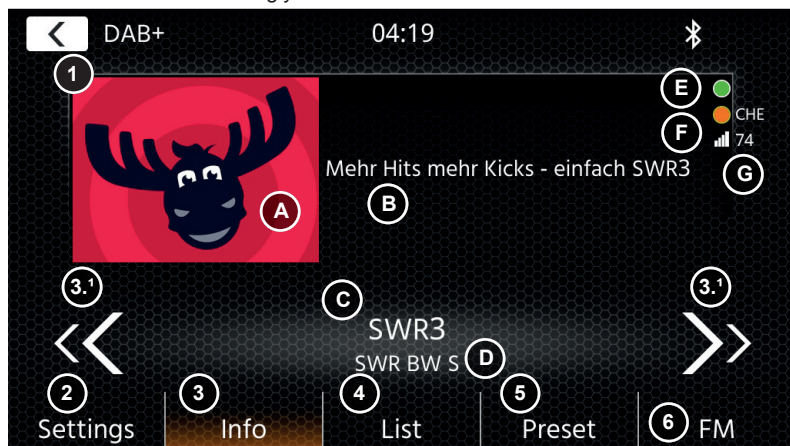 DAB+ 04:19
1
E
CHE
F
74
Mehr Hits mehr Kicks - einfach SWR3
G
A
B
3.¹ 3.¹
C
SWR3
SWR BW S D
2 3 4 5
Settings Info List Preset 6 FM